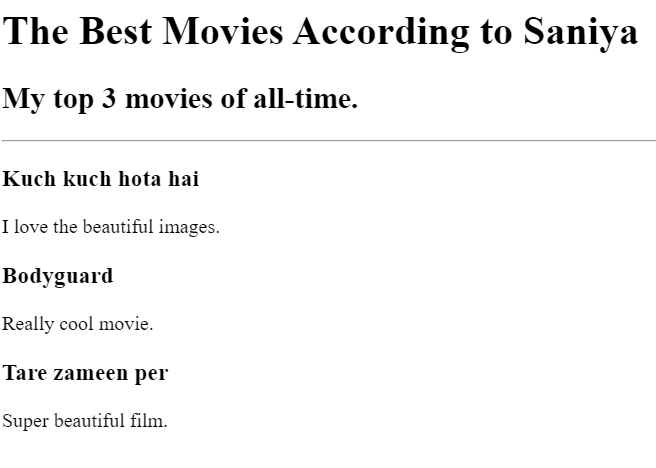 The Best Movies According to Saniya
My top 3 movies of all-time.
Kuch kuch hota hai
I love the beautiful images.
Bodyguard
Really cool movie.
Tare zameen per
Super beautiful film.